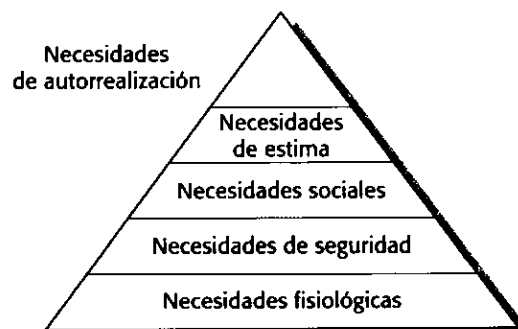 Necesidades
de autorrealización
Necesidades
de estima
Necesidades sociales
Necesidades de seguridad
Necesidades fisiológicas